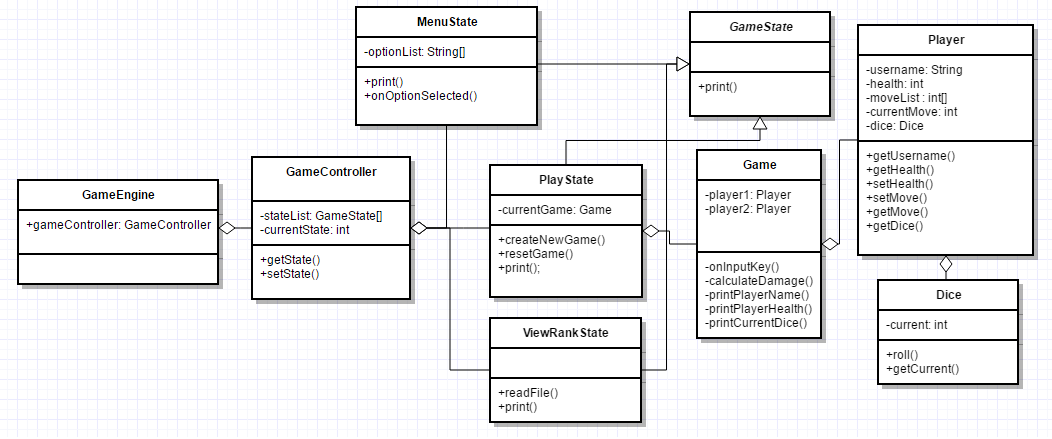 MenuState
-optionList: String[]
+print()
+onOptionSelected()
GameState
+print()
Player
-username: String
-health: int
-moveList : int[]
-currentMove: int
-dice: Dice
+getUsername()
+getHealth()
+setHealth()
+setMove()
+getMove()
+getDice()
GameEngine
+gameController: GameController
GameController
-stateList: GameState[]
-currentState: int
+getState()
+setState()
PlayState
-currentGame: Game
+createNewGame()
+resetGame()
+print();
Game
-player1: Player
-player2: Player
-onInputKey()
-calculateDamage()
-printPlayerName()
-printPlayerHealth()
-printCurrentDice()
ViewRankState
+readFile()
+print()
Dice
-current: int
+roll()
+getCurrent()